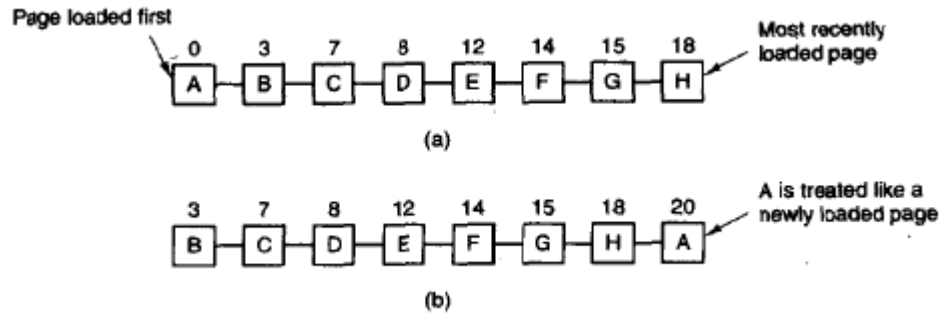 Page loaded first
0 3 7 8 12 14 15 18
A B C D E F G H
Most recently
loaded page
(a)
3 7 8 12 14 15 18 20
B C D E F G H A
A is treated like a
newly loaded page
(b)